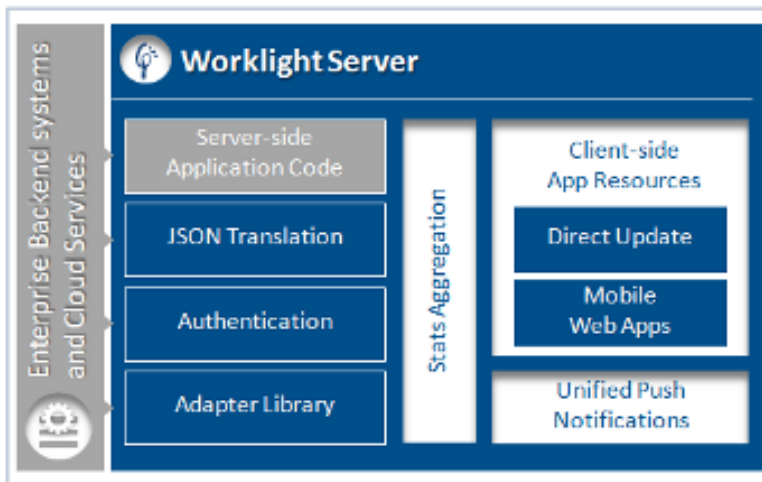 Enterprise Backend systems
and Cloud Services
Worklight Server
Server-side
Application Code
JSON Translation
Authentication
Adapter Library
Stats Aggregation
Client-side
App Resources
Direct Update
Mobile
Web Apps
Unified Push
Notifications